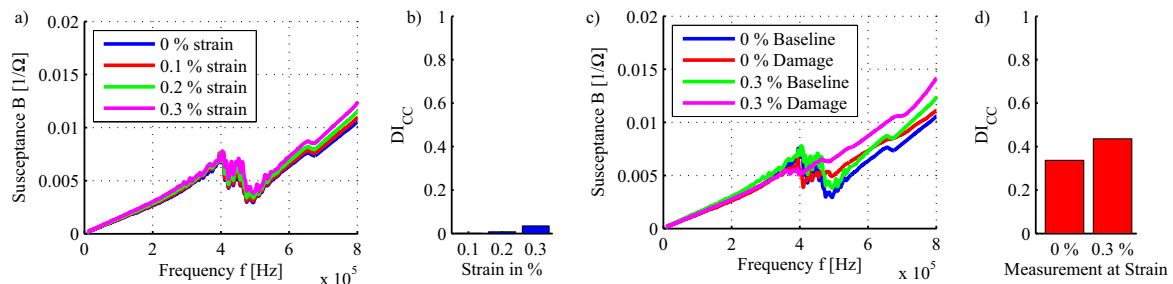 a)
0.02
0.015
0.01
0.005
0
Susceptance B [1/Ω]
0 % strain
0.1 % strain
0.2 % strain
0.3 % strain
0 2 4 6 8
Frequency f [Hz]
x 10^5
b)
1
0.8
0.6
0.4
0.2
0
DI_CC
0.1 0.2 0.3
Strain in %
c)
0.02
0.015
0.01
0.005
0
Susceptance B [1/Ω]
0 % Baseline
0 % Damage
0.3 % Baseline
0.3 % Damage
0 2 4 6 8
Frequency f [Hz]
x 10^5
d)
1
0.8
0.6
0.4
0.2
0
DI_CC
0 % 0.3 %
Measurement at Strain